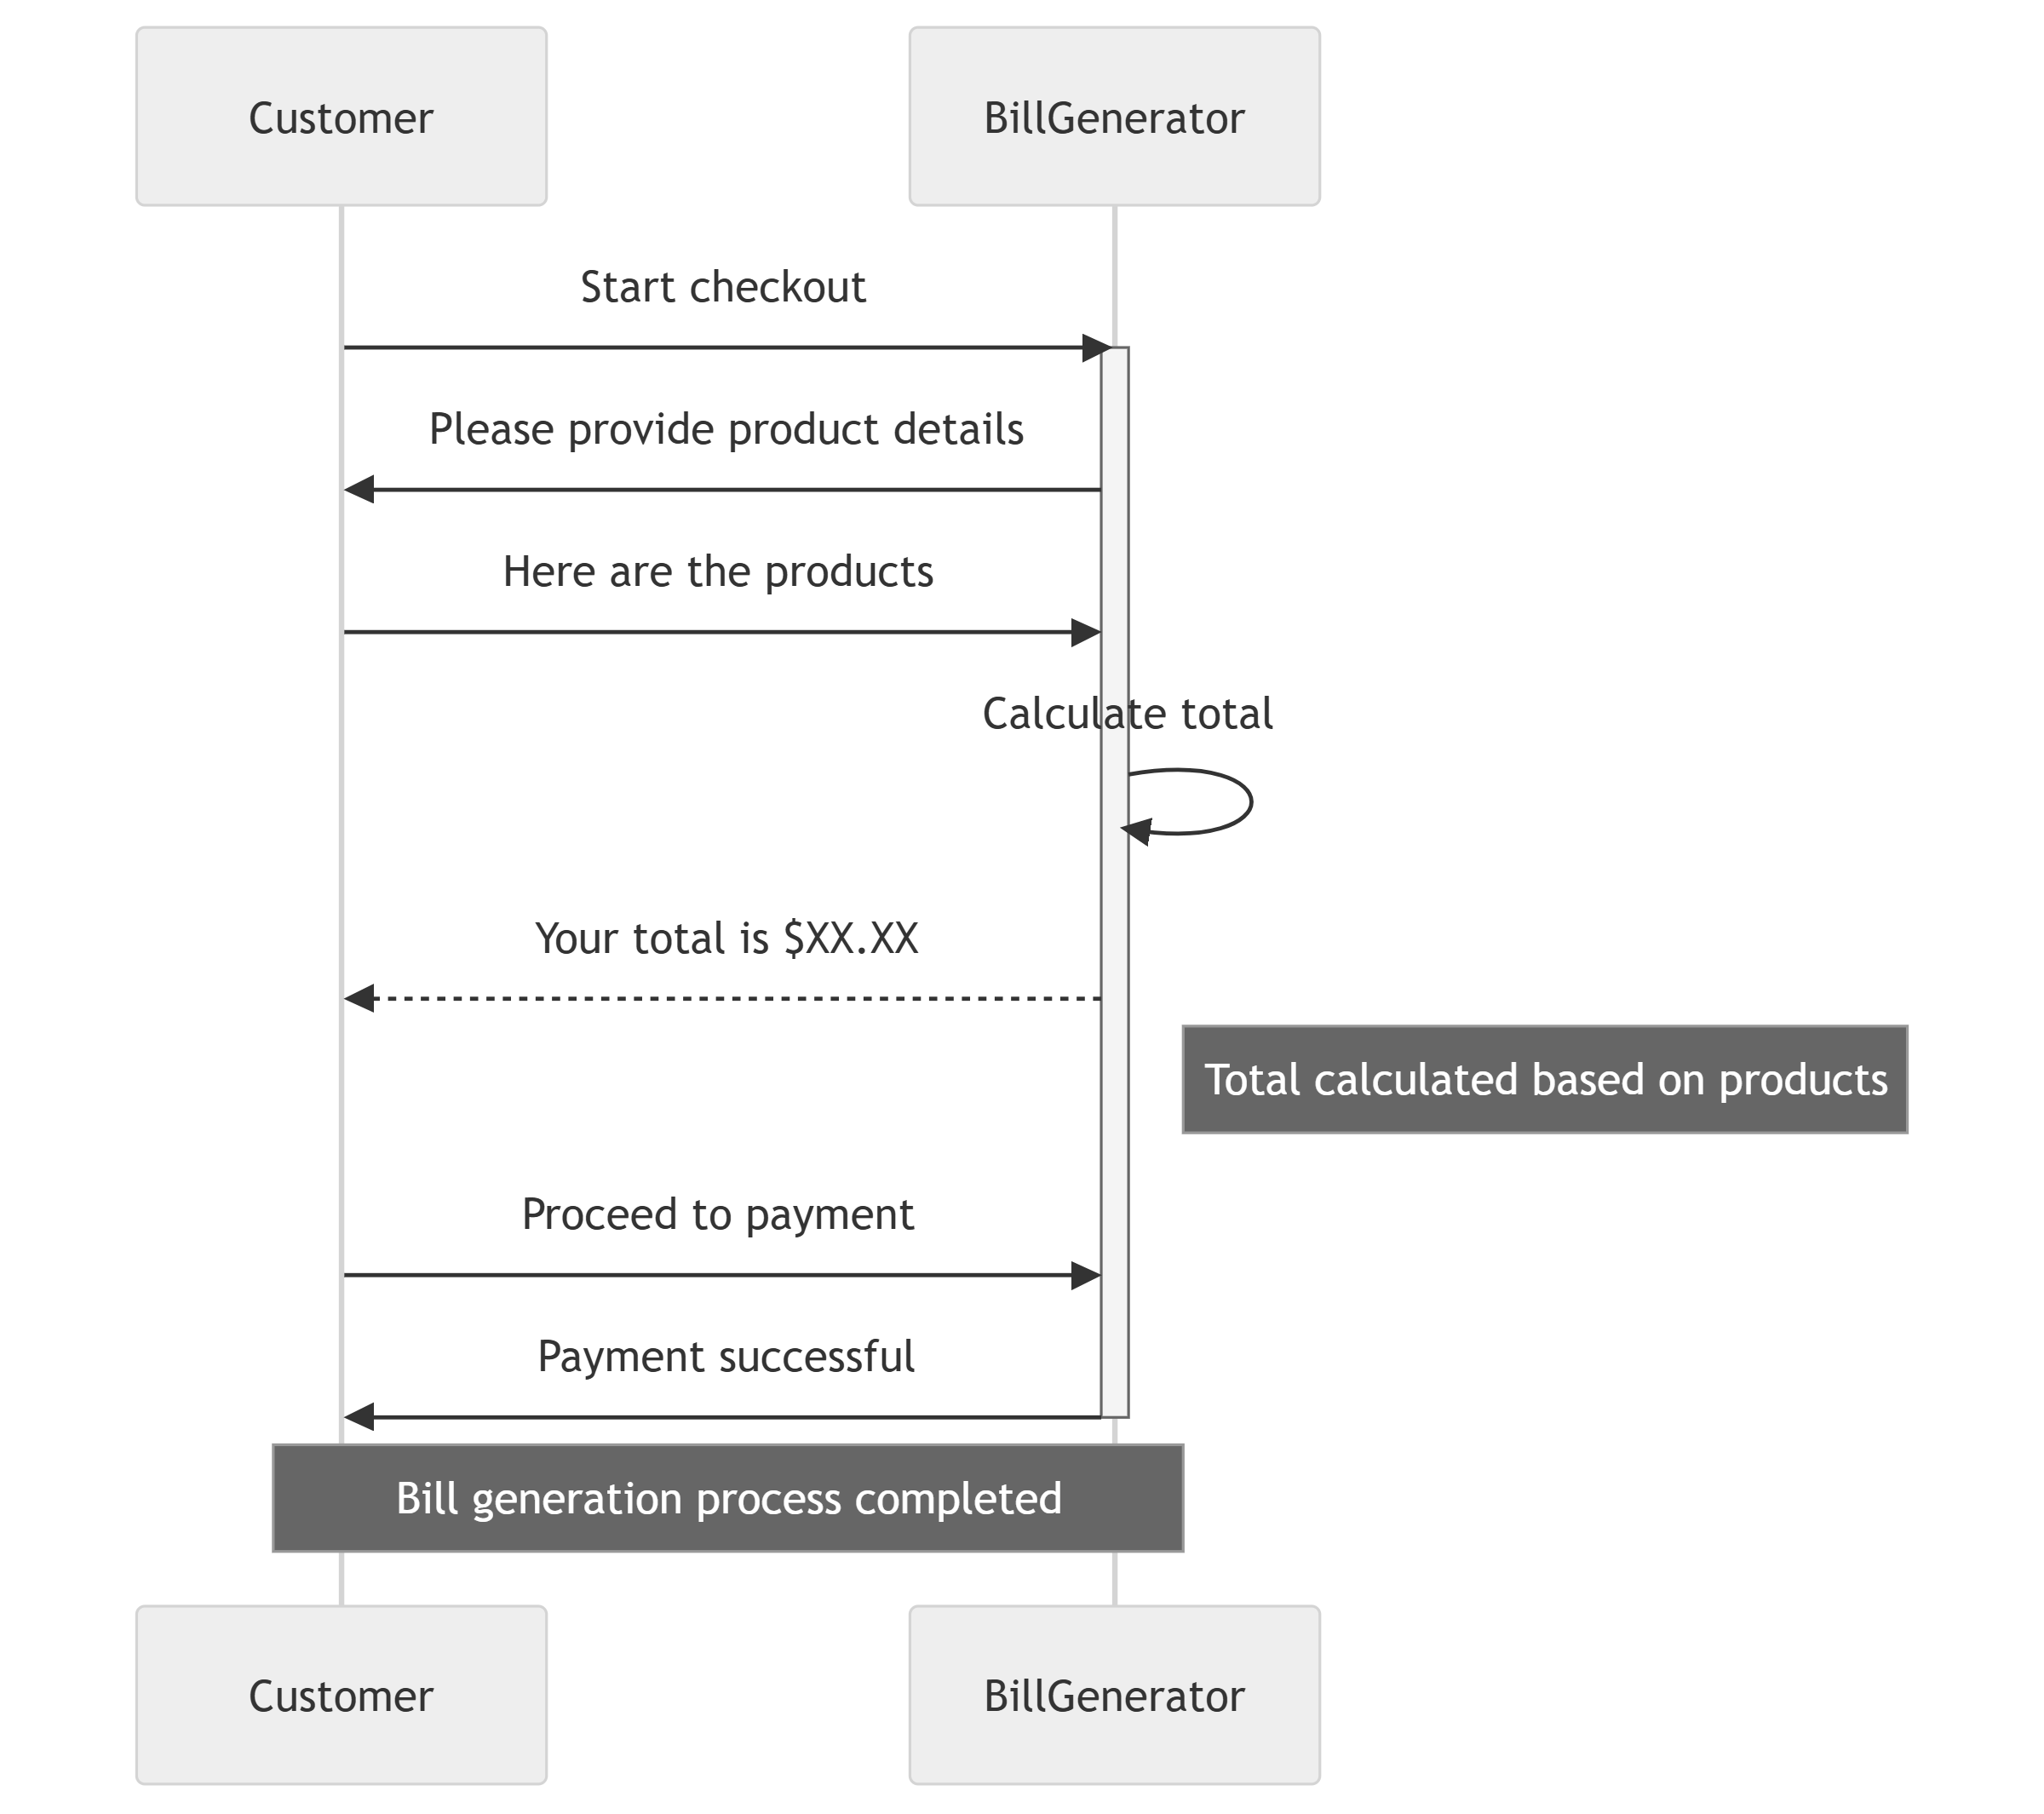 Customer
BillGenerator
Start checkout
Please provide product details
Here are the products
Calculate total
Your total is $XX.XX
Total calculated based on products
Proceed to payment
Payment successful
Bill generation process completed
Customer
BillGenerator